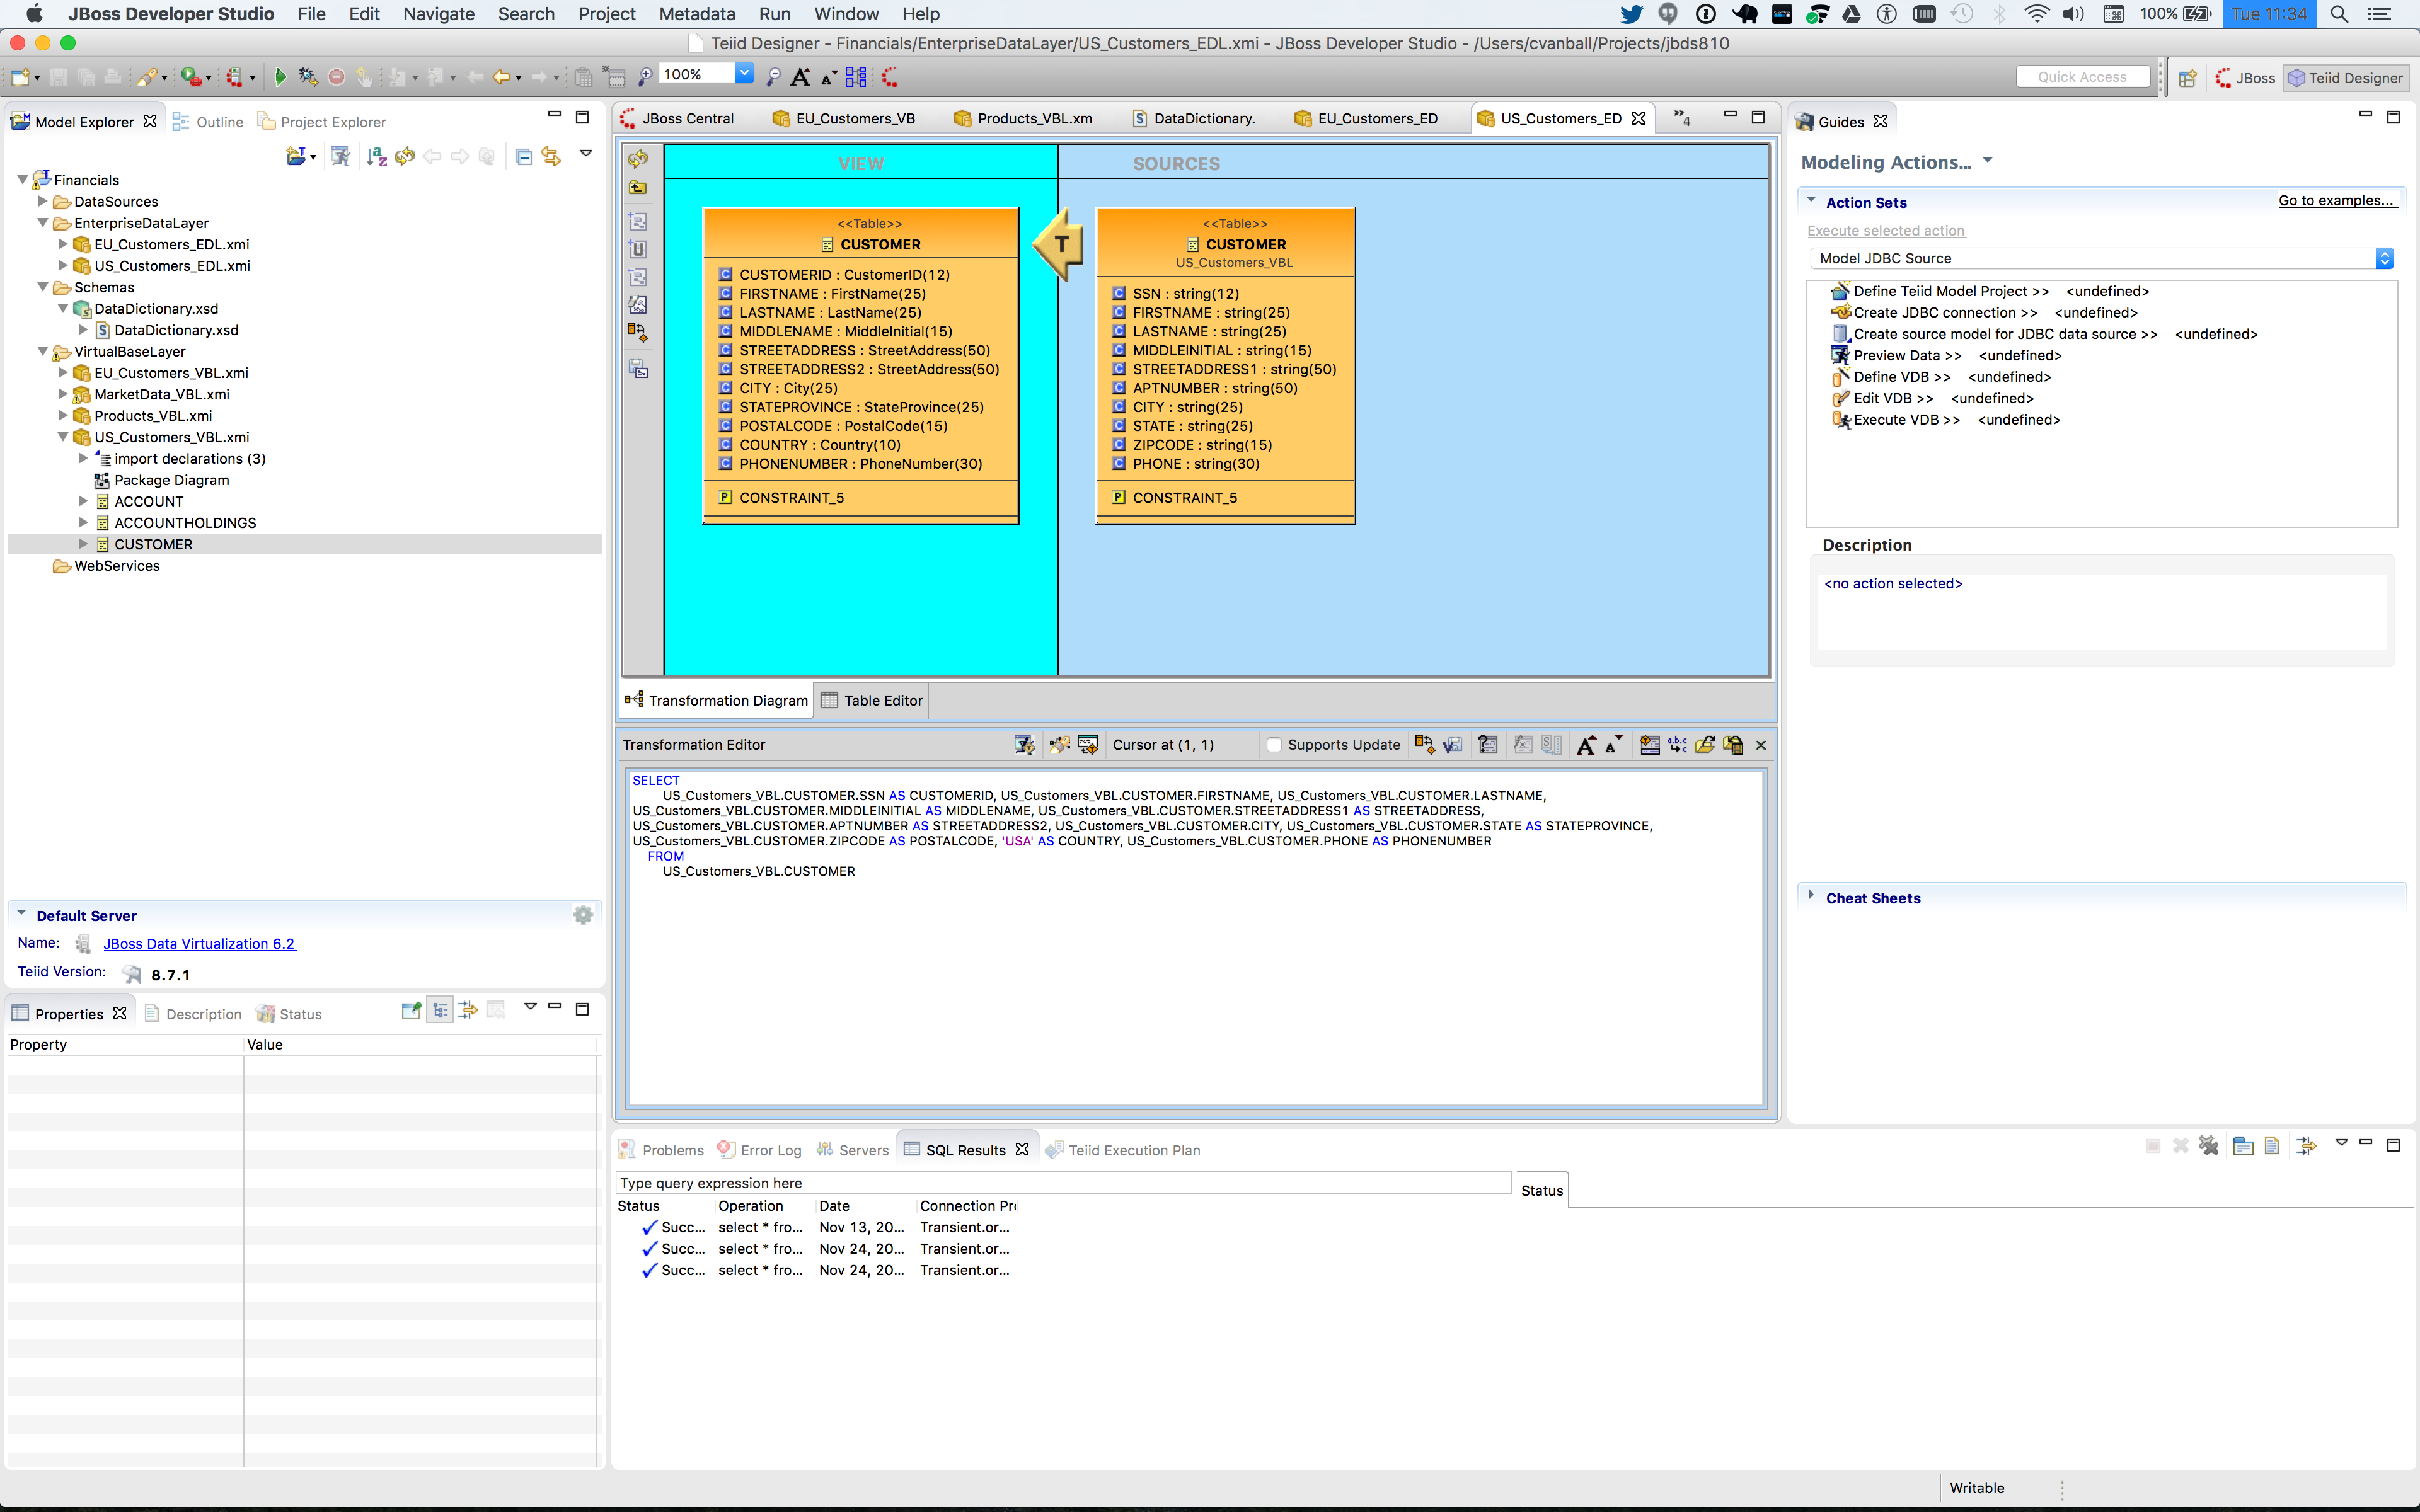 JBoss Developer Studio File Edit Navigate Search Project Metadata Run Window Help 100% Tue 11:34
Teiid Designer - Financials/EnterpriseDataLayer/US_Customers_EDL.xmi - JBoss Developer Studio - /Users/cvanball/Projects/jbds810
100% Quick Access JBoss Teiid Designer
Model Explorer Outline Project Explorer
Financials
DataSources
EnterpriseDataLayer
EU_Customers_EDL.xmi
US_Customers_EDL.xmi
Schemas
DataDictionary.xsd
DataDictionary.xsd
VirtualBaseLayer
EU_Customers_VBL.xmi
MarketData_VBL.xmi
Products_VBL.xmi
US_Customers_VBL.xmi
import declarations (3)
Package Diagram
ACCOUNT
ACCOUNTHOLDINGS
CUSTOMER
WebServices
Default Server
Name: JBoss Data Virtualization 6.2
Teiid Version: 8.7.1
Properties Description Status
Property Value
JBoss Central EU_Customers_VB Products_VBL.xm DataDictionary. EU_Customers_ED US_Customers_ED »4
VIEW SOURCES
<<Table>>
CUSTOMER
CUSTOMERID : CustomerID(12)
FIRSTNAME : FirstName(25)
LASTNAME : LastName(25)
MIDDLENAME : MiddleInitial(15)
STREETADDRESS : StreetAddress(50)
STREETADDRESS2 : StreetAddress(50)
CITY : City(25)
STATEPROVINCE : StateProvince(25)
POSTALCODE : PostalCode(15)
COUNTRY : Country(10)
PHONENUMBER : PhoneNumber(30)
CONSTRAINT_5
T
<<Table>>
CUSTOMER
US_Customers_VBL
SSN : string(12)
FIRSTNAME : string(25)
LASTNAME : string(25)
MIDDLEINITIAL : string(15)
STREETADDRESS1 : string(50)
APTNUMBER : string(50)
CITY : string(25)
STATE : string(25)
ZIPCODE : string(15)
PHONE : string(30)
CONSTRAINT_5
Transformation Diagram Table Editor
Transformation Editor Cursor at (1, 1) Supports Update
SELECT
US_Customers_VBL.CUSTOMER.SSN AS CUSTOMERID, US_Customers_VBL.CUSTOMER.FIRSTNAME, US_Customers_VBL.CUSTOMER.LASTNAME,
US_Customers_VBL.CUSTOMER.MIDDLEINITIAL AS MIDDLENAME, US_Customers_VBL.CUSTOMER.STREETADDRESS1 AS STREETADDRESS,
US_Customers_VBL.CUSTOMER.APTNUMBER AS STREETADDRESS2, US_Customers_VBL.CUSTOMER.CITY, US_Customers_VBL.CUSTOMER.STATE AS STATEPROVINCE,
US_Customers_VBL.CUSTOMER.ZIPCODE AS POSTALCODE, 'USA' AS COUNTRY, US_Customers_VBL.CUSTOMER.PHONE AS PHONENUMBER
FROM
US_Customers_VBL.CUSTOMER
Problems Error Log Servers SQL Results Teiid Execution Plan
Type query expression here
Status Operation Date Connection Pr
Succ... select * fro... Nov 13, 20... Transient.or...
Succ... select * fro... Nov 24, 20... Transient.or...
Succ... select * fro... Nov 24, 20... Transient.or...
Status
Guides
Modeling Actions...
Action Sets Go to examples...
Execute selected action
Model JDBC Source
Define Teiid Model Project >> <undefined>
Create JDBC connection >> <undefined>
Create source model for JDBC data source >> <undefined>
Preview Data >> <undefined>
Define VDB >> <undefined>
Edit VDB >> <undefined>
Execute VDB >> <undefined>
Description
<no action selected>
Cheat Sheets
Writable